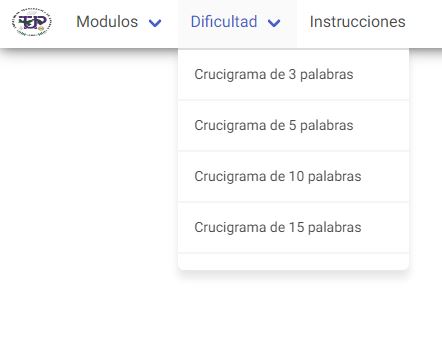 Modulos Dificultad Instrucciones
Crucigrama de 3 palabras
Crucigrama de 5 palabras
Crucigrama de 10 palabras
Crucigrama de 15 palabras